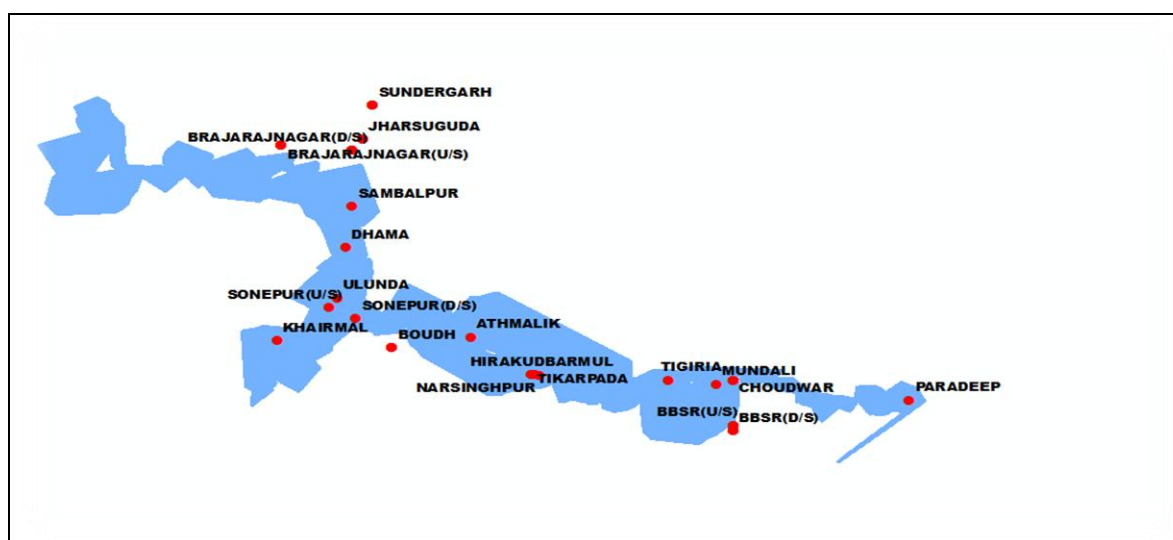 SUNDERGARH
JHARSUGUDA
BRAJARAJNAGAR(D/S)
BRAJARAJNAGAR(U/S)
SAMBALPUR
DHAMA
ULUNDA
SONEPUR(U/S)
SONEPUR(D/S)
KHAIRMAL
BOUDH
ATHMALIK
HIRAKUDBARMUL
TIKARPADA
NARSINGHPUR
TIGIRIA
MUNDALI
CHOUDWAR
PARADEEP
BBSR(U/S)
BBSR(D/S)